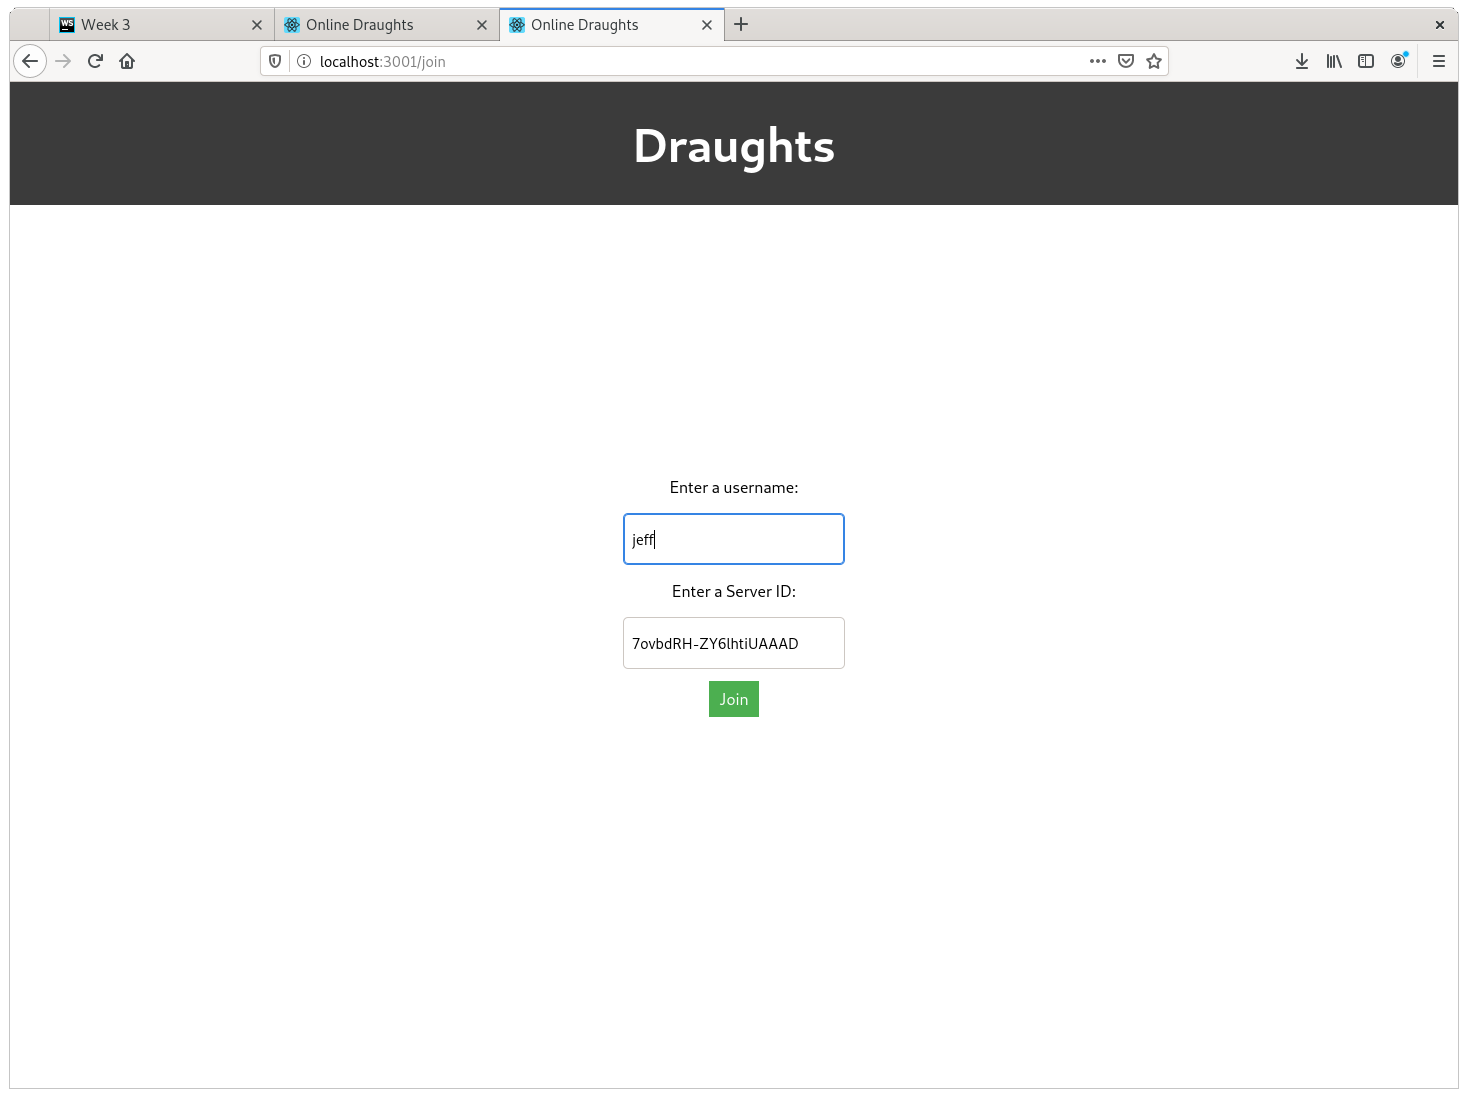 WS Week 3
Online Draughts
Online Draughts
localhost:3001/join
Draughts
Enter a username:
jeff
Enter a Server ID:
7ovbdRH-ZY6lhtiUAAAD
Join